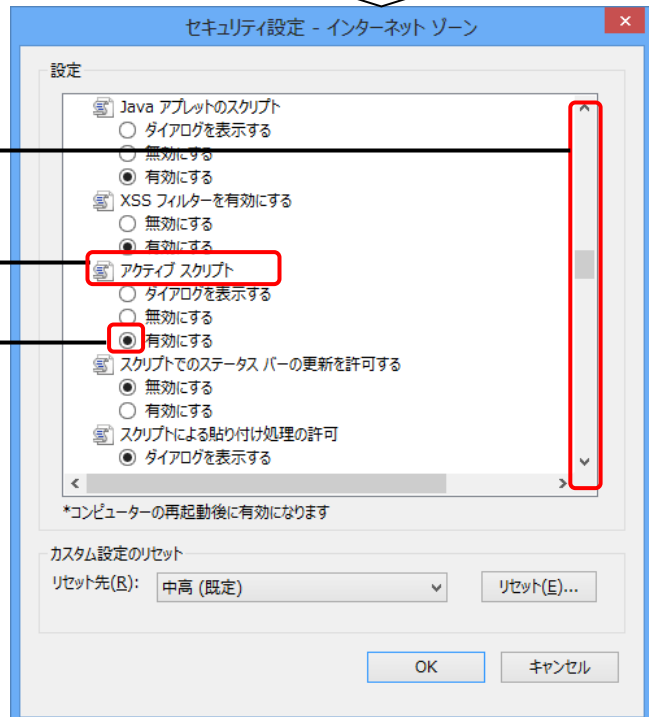 セキュリティ設定 - インターネット ゾーン
設定
Java アプレットのスクリプト
ダイアログを表示する
無効にする
有効にする
XSS フィルターを有効にする
無効にする
有効にする
アクティブ スクリプト
ダイアログを表示する
無効にする
有効にする
スクリプトでのステータス バーの更新を許可する
無効にする
有効にする
スクリプトによる貼り付け処理の許可
ダイアログを表示する
*コンピューターの再起動後に有効になります
カスタム設定のリセット
リセット先(R): 中高 (既定) リセット(E)...
OK キャンセル